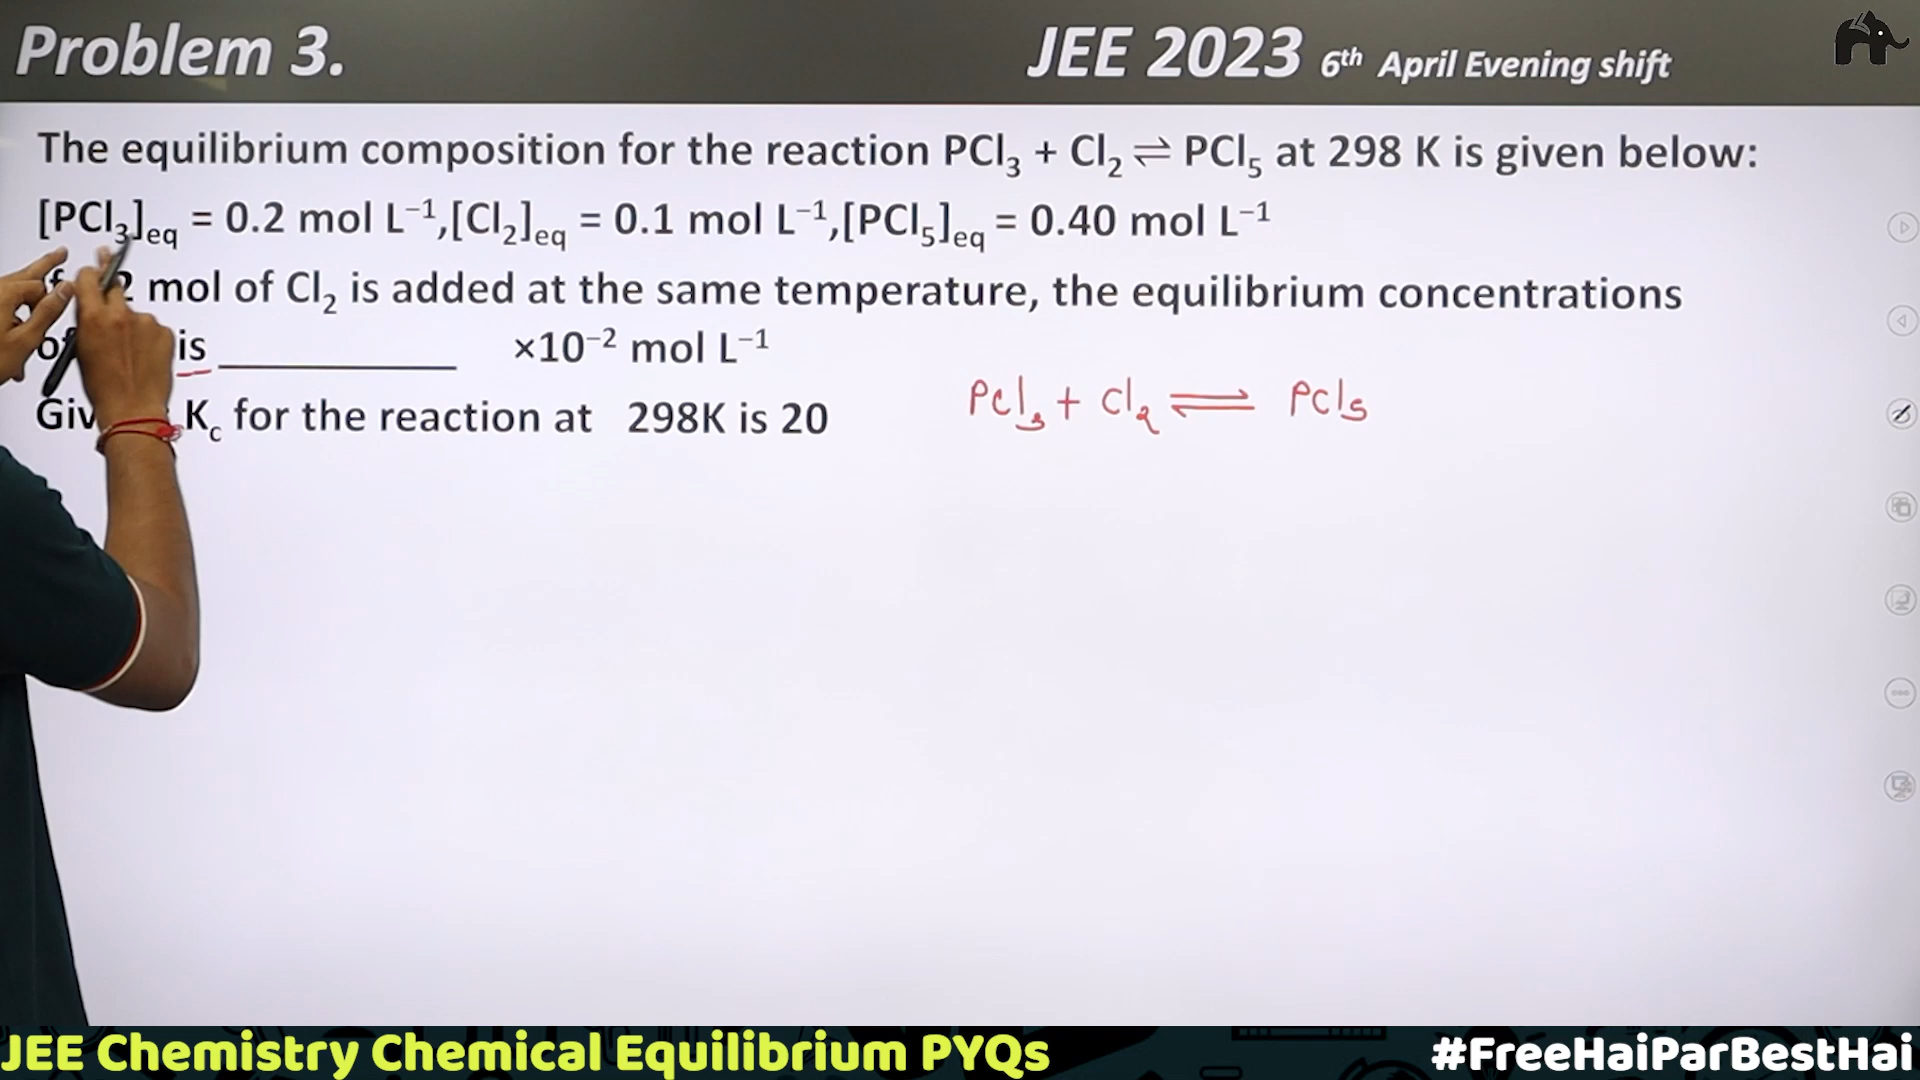 Problem 3.
JEE 2023 6th April Evening shift
The equilibrium composition for the reaction PCl₃ + Cl₂ ⇌ PCl₅ at 298 K is given below:
[PCl₃]eq = 0.2 mol L⁻¹,[Cl₂]eq = 0.1 mol L⁻¹,[PCl₅]eq = 0.40 mol L⁻¹
mol of Cl₂ is added at the same temperature, the equilibrium concentrations
is __________ ×10⁻² mol L⁻¹
PCl₃ + Cl₂ ⇌ PCl₅
K꜀ for the reaction at 298K is 20
JEE Chemistry Chemical Equilibrium PYQs
#FreeHaiParBestHai